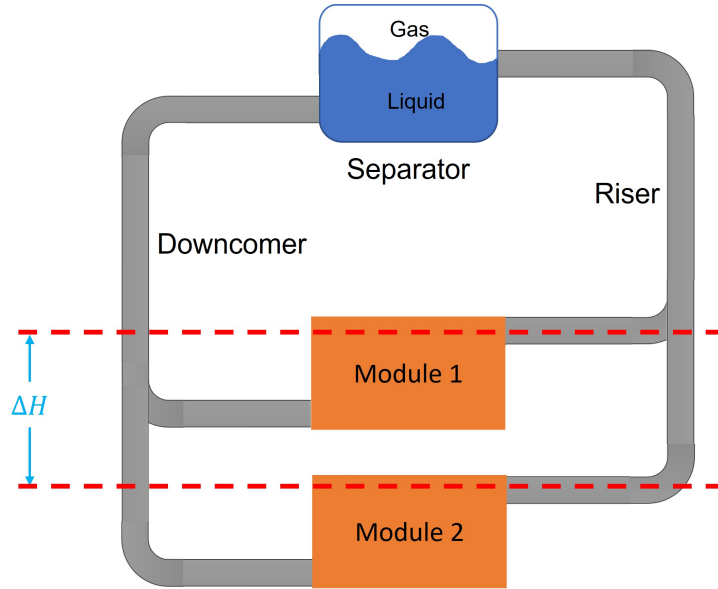 Gas
Liquid
Separator
Riser
Downcomer
Module 1
ΔH
Module 2